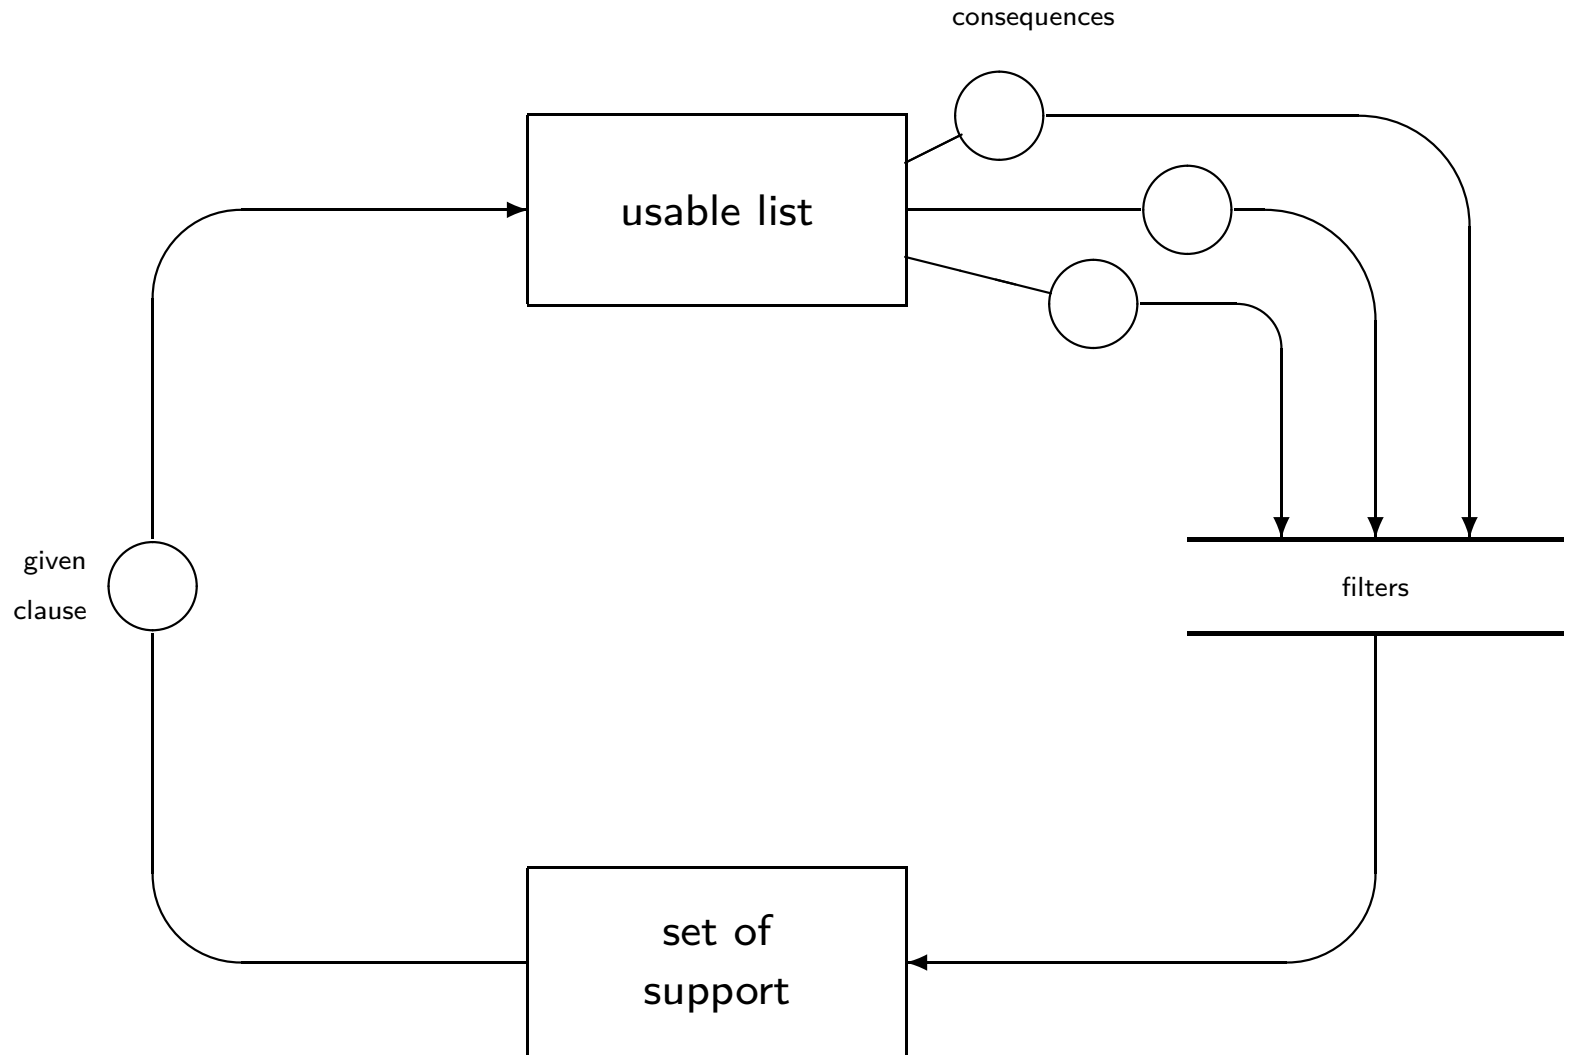 consequences
usable list
given
clause
filters
set of
support